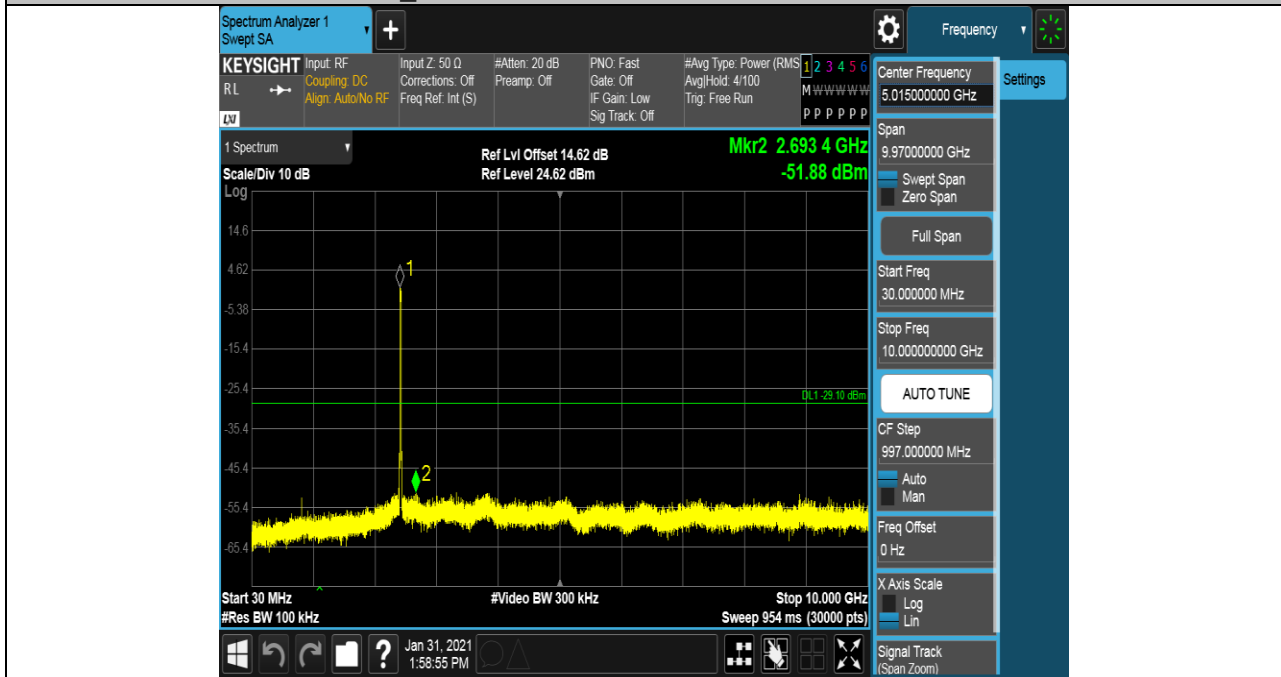 Spectrum Analyzer 1
Swept SA
+
Frequency
KEYSIGHT
RL
LXI
Input: RF
Coupling: DC
Align: Auto/No RF
Input Z: 50 Ω
Corrections: Off
Freq Ref: Int (S)
#Atten: 20 dB
Preamp: Off
PNO: Fast
Gate: Off
IF Gain: Low
Sig Track: Off
#Avg Type: Power (RMS
Avg|Hold: 4/100
Trig: Free Run
1 2 3 4 5 6
M W W W W W
P P P P P P
1 Spectrum
Scale/Div 10 dB
Ref Lvl Offset 14.62 dB
Ref Level 24.62 dBm
Mkr2 2.693 4 GHz
-51.88 dBm
Log
14.6
4.62
-5.38
-15.4
-25.4
-35.4
-45.4
-55.4
-65.4
1
2
DL1 -29.10 dBm
Start 30 MHz
#Res BW 100 kHz
#Video BW 300 kHz
Stop 10.000 GHz
Sweep 954 ms (30000 pts)
?
Jan 31, 2021
1:58:55 PM
Center Frequency
5.015000000 GHz
Span
9.97000000 GHz
Swept Span
Zero Span
Full Span
Start Freq
30.000000 MHz
Stop Freq
10.000000000 GHz
AUTO TUNE
CF Step
997.000000 MHz
Auto
Man
Freq Offset
0 Hz
X Axis Scale
Log
Lin
Signal Track
(Span Zoom)
Settings